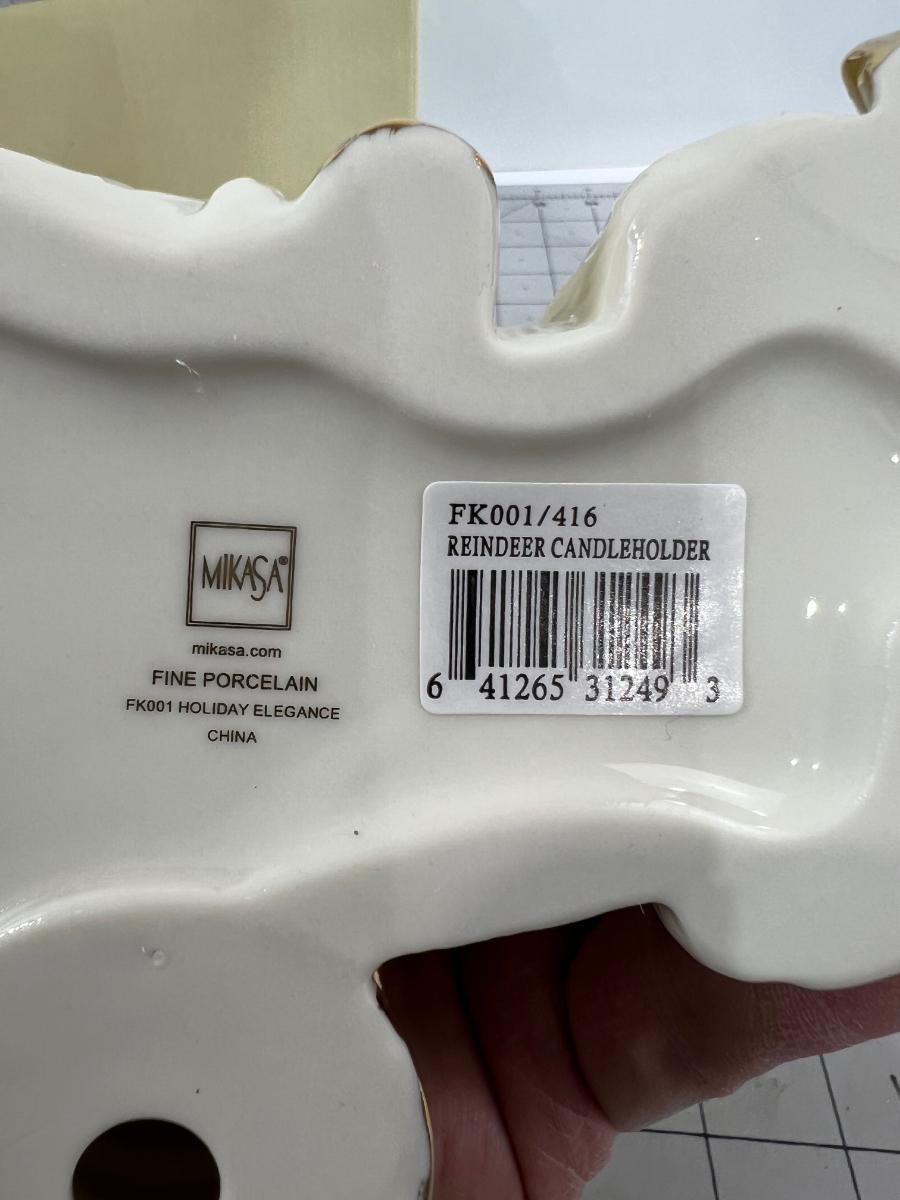 MIKASA®
mikasa.com
FINE PORCELAIN
FK001 HOLIDAY ELEGANCE
CHINA
FK001/416
REINDEER CANDLEHOLDER
6 41265 31249 3